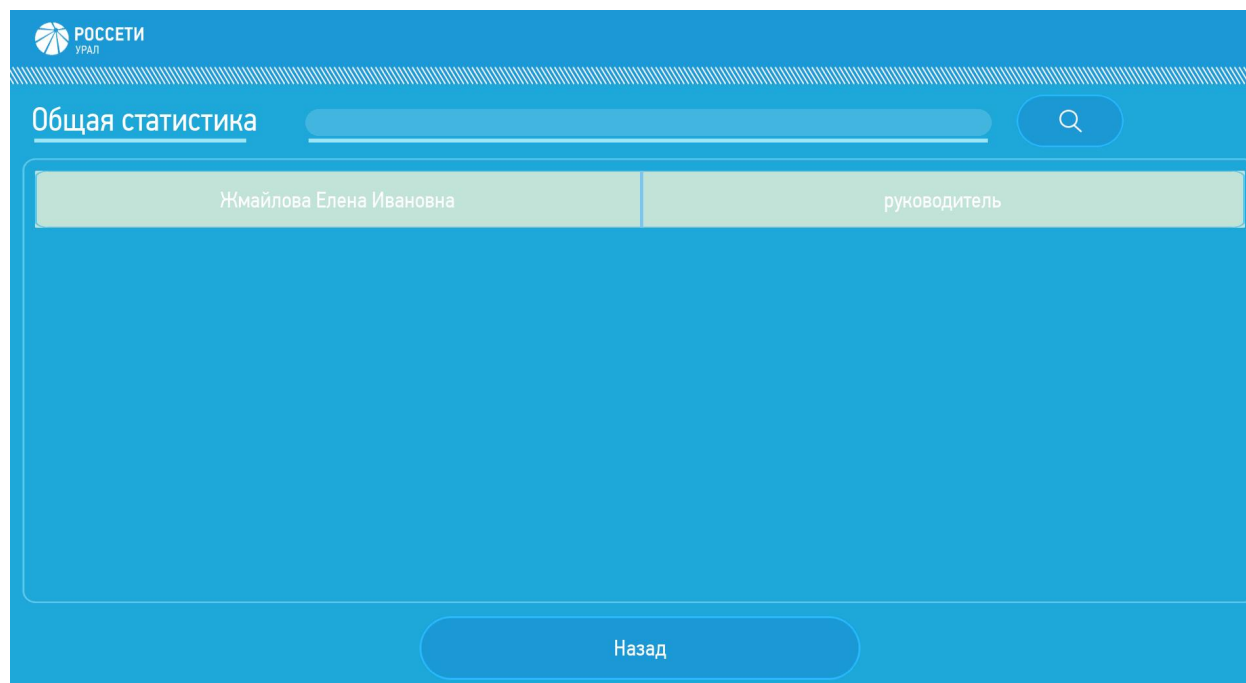 РОССЕТИ
УРАЛ
Общая статистика
Жмайлова Елена Ивановна
руководитель
Назад